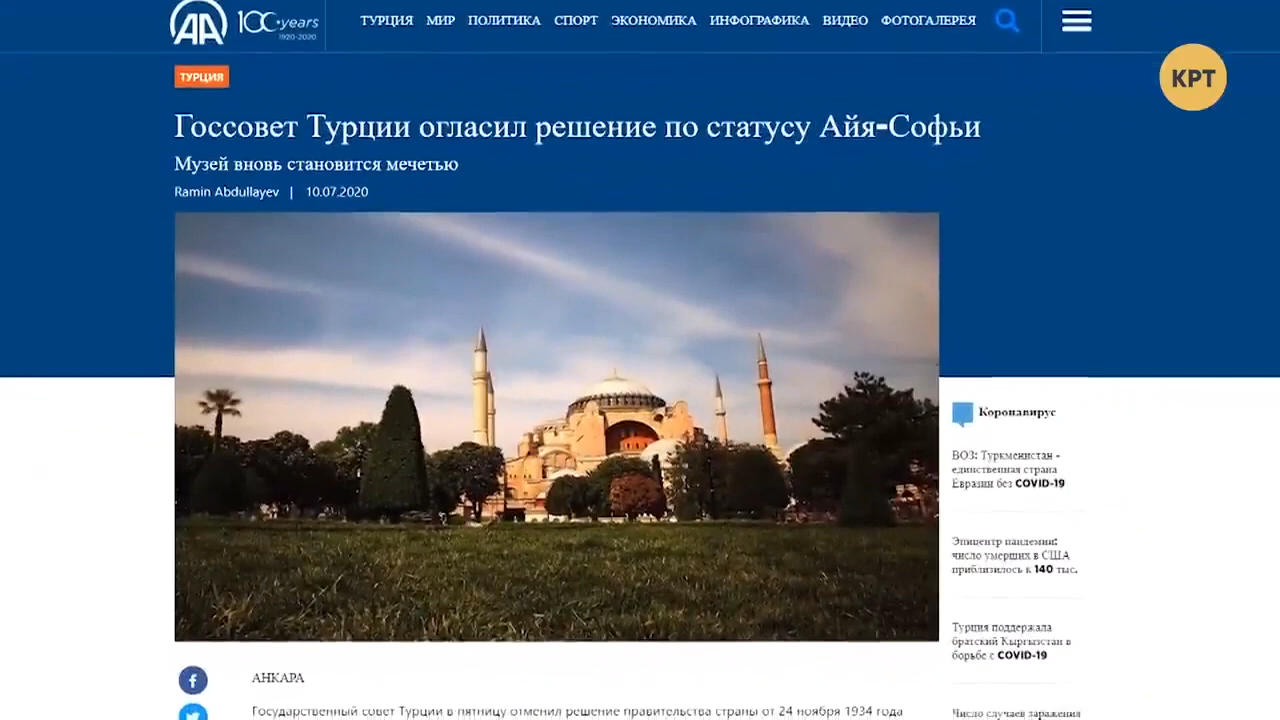 AA 100 years
1920-2020
ТУРЦИЯ МИР ПОЛИТИКА СПОРТ ЭКОНОМИКА ИНФОГРАФИКА ВИДЕО ФОТОГАЛЕРЕЯ
КРТ
ТУРЦИЯ
Госсовет Турции огласил решение по статусу Айя-Софьи
Музей вновь становится мечетью
Ramin Abdullayev | 10.07.2020
Коронавирус
ВОЗ: Туркменистан -
единственная страна
Евразии без COVID-19
Эпицентр пандемии:
число умерших в США
приблизилось к 140 тыс.
Турция поддержала
братский Кыргызстан в
борьбе с COVID-19
Число случаев заражения
АНКАРА
Государственный совет Турции в пятницу отменил решение правительства страны от 24 ноября 1934 года